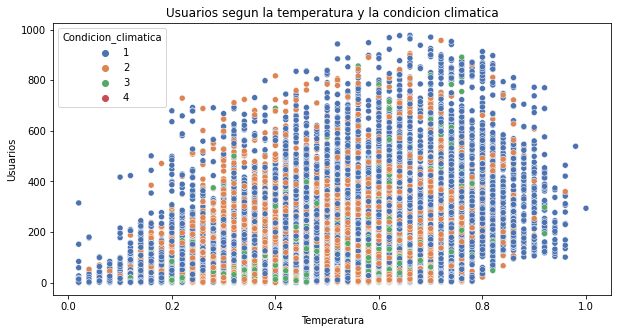 Usuarios segun la temperatura y la condicion climatica
Condicion_climatica
1
2
3
4
1000
800
600
400
200
0
Usuarios
0.0 0.2 0.4 0.6 0.8 1.0
Temperatura